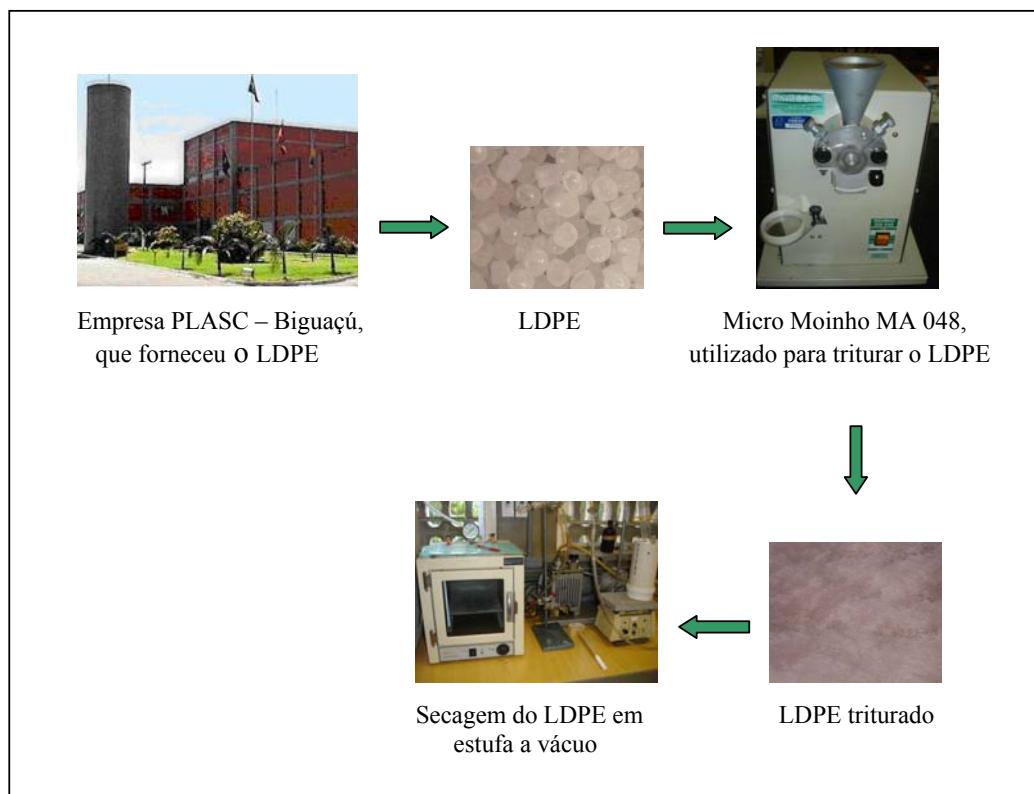 Empresa PLASC – Biguaçú,
que forneceu o LDPE
LDPE
Micro Moinho MA 048,
utilizado para triturar o LDPE
LDPE triturado
Secagem do LDPE em
estufa a vácuo